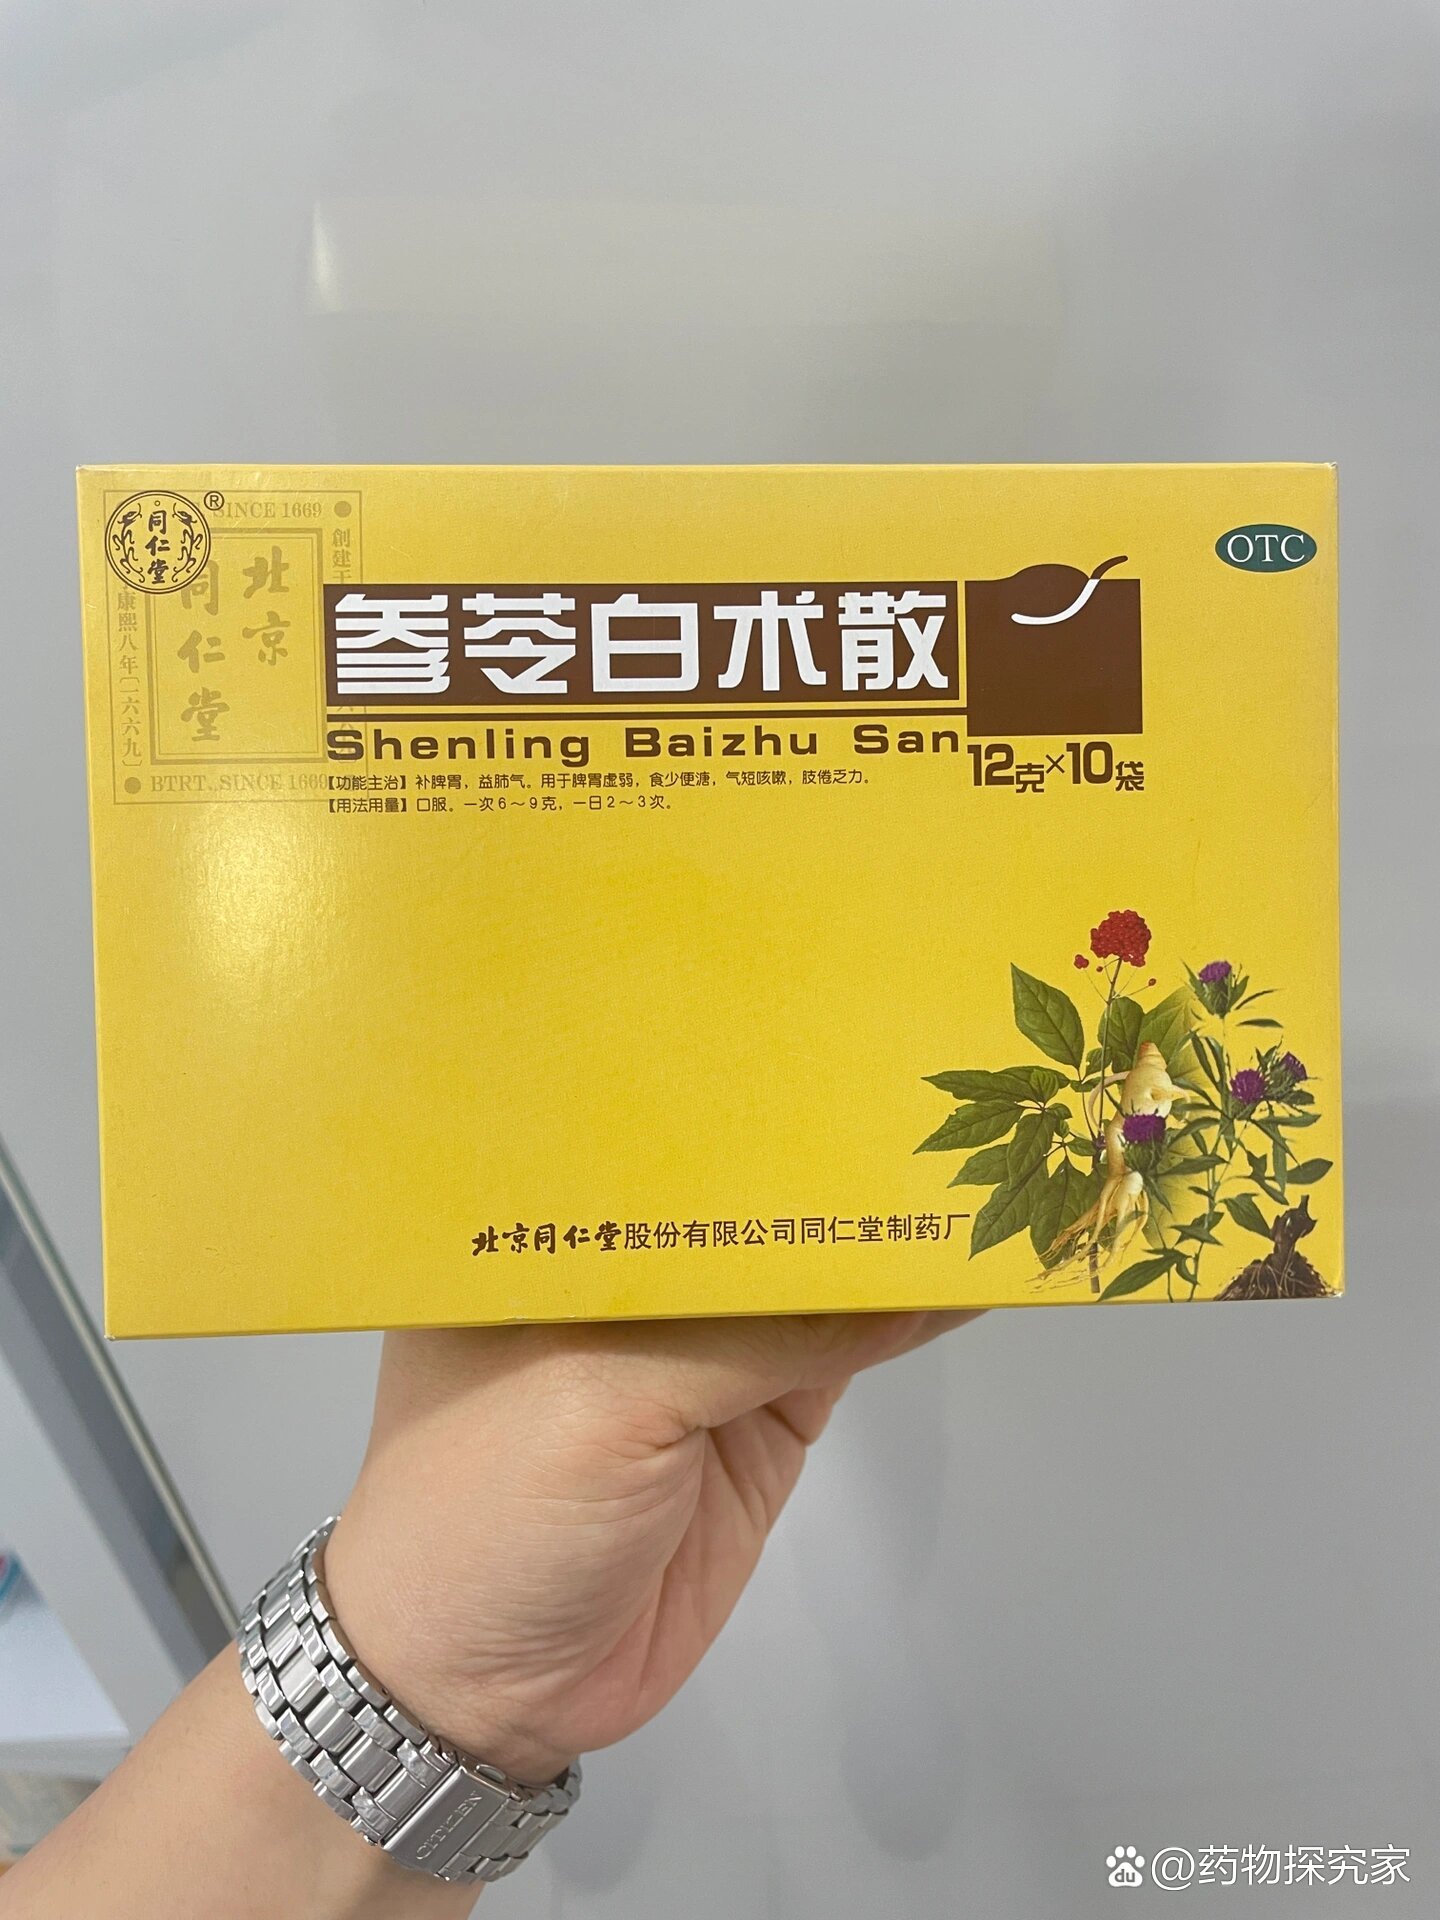 同仁堂®
SINCE 1669
北京
同仁堂
創建于
康熙八年〔一六六九〕
BTRT. SINCE 1669
OTC
参苓白术散
Shenling Baizhu San
12克×10袋
【功能主治】补脾胃，益肺气。用于脾胃虚弱，食少便溏，气短咳嗽，肢倦乏力。
【用法用量】口服。一次6～9克，一日2～3次。
北京同仁堂股份有限公司同仁堂制药厂
CITIZEN
du @药物探究家